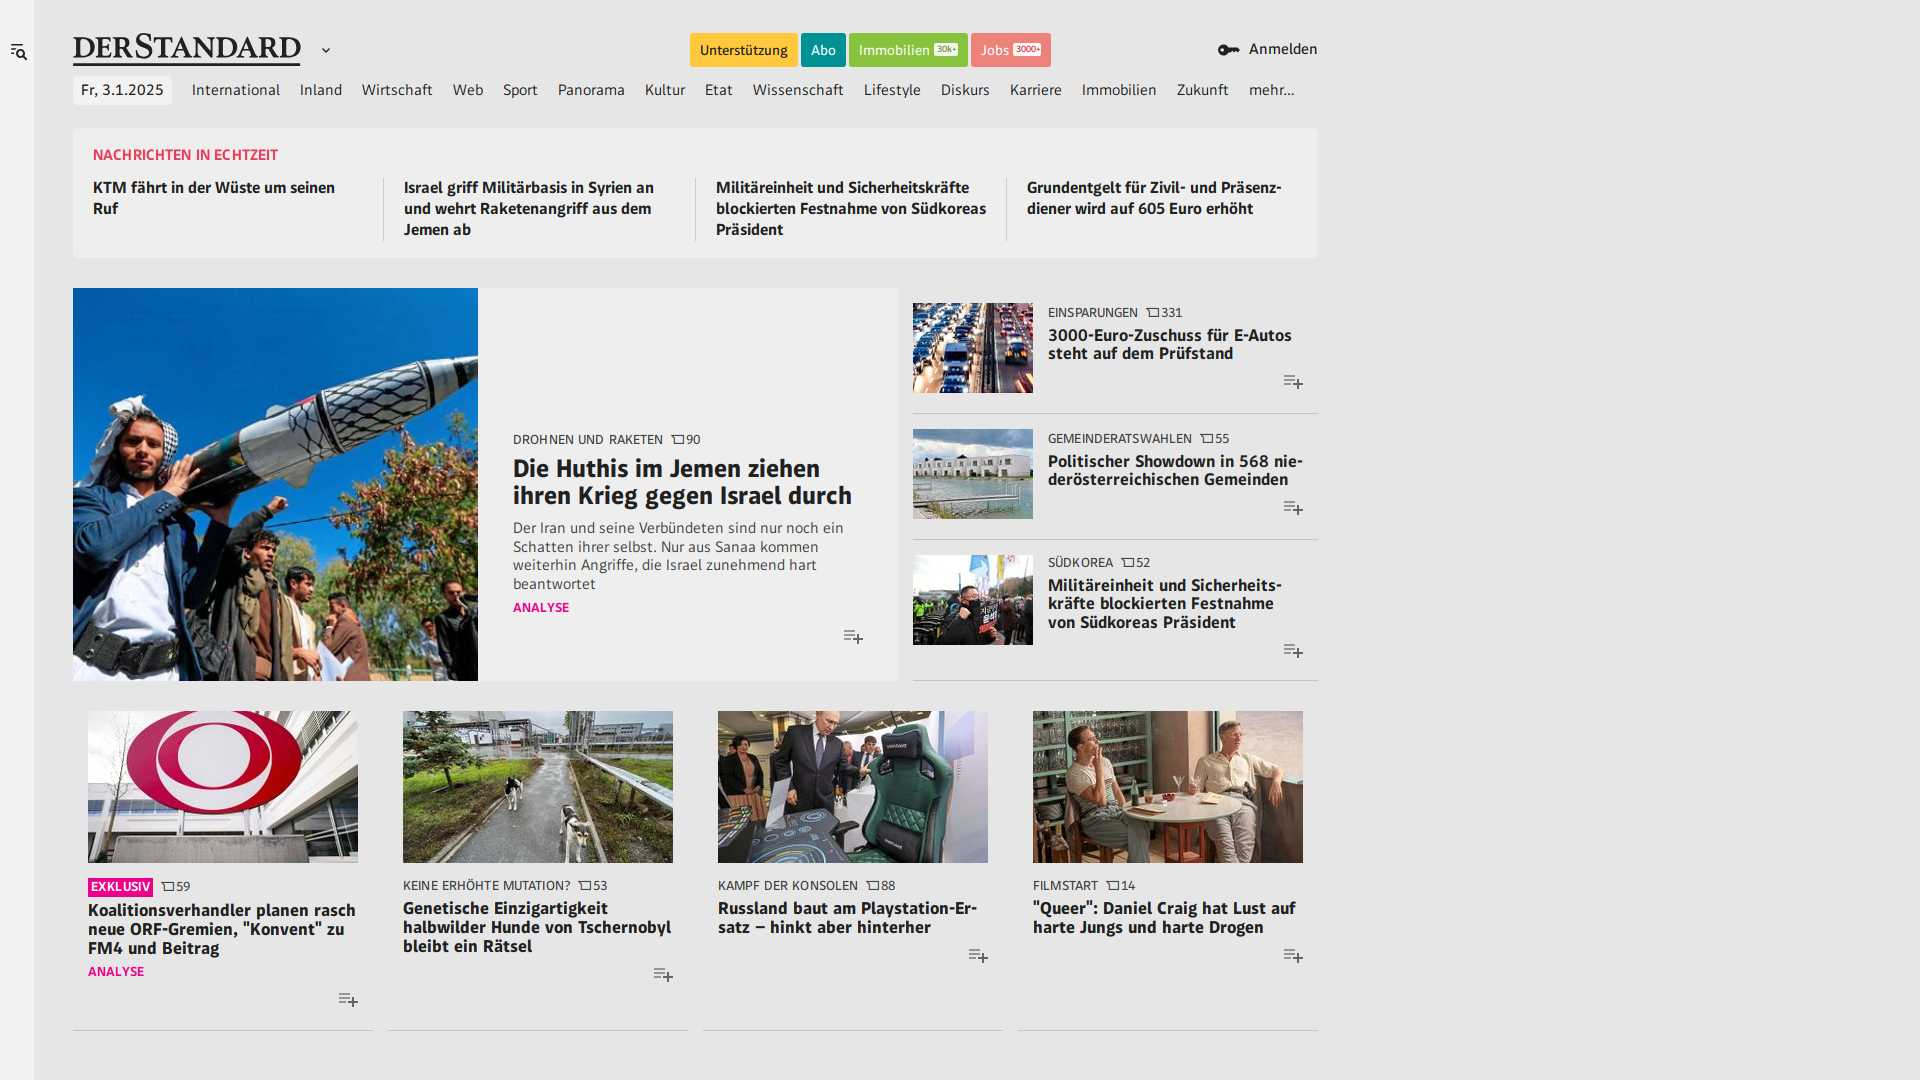 DERSTANDARD
Unterstützung
Abo
Immobilien 30k+
Jobs 3000+
Anmelden
Fr, 3.1.2025
International
Inland
Wirtschaft
Web
Sport
Panorama
Kultur
Etat
Wissenschaft
Lifestyle
Diskurs
Karriere
Immobilien
Zukunft
mehr…
NACHRICHTEN IN ECHTZEIT
KTM fährt in der Wüste um seinen
Ruf
Israel griff Militärbasis in Syrien an
und wehrt Raketenangriff aus dem
Jemen ab
Militäreinheit und Sicherheitskräfte
blockierten Festnahme von Südkoreas
Präsident
Grundentgelt für Zivil- und Präsenz-
diener wird auf 605 Euro erhöht
DROHNEN UND RAKETEN 90
Die Huthis im Jemen ziehen
ihren Krieg gegen Israel durch
Der Iran und seine Verbündeten sind nur noch ein
Schatten ihrer selbst. Nur aus Sanaa kommen
weiterhin Angriffe, die Israel zunehmend hart
beantwortet
ANALYSE
EINSPARUNGEN 331
3000-Euro-Zuschuss für E-Autos
steht auf dem Prüfstand
GEMEINDERATSWAHLEN 55
Politischer Showdown in 568 nie-
derösterreichischen Gemeinden
SÜDKOREA 52
Militäreinheit und Sicherheits-
kräfte blockierten Festnahme
von Südkoreas Präsident
EXKLUSIV 59
Koalitionsverhandler planen rasch
neue ORF-Gremien, "Konvent" zu
FM4 und Beitrag
ANALYSE
KEINE ERHÖHTE MUTATION? 53
Genetische Einzigartigkeit
halbwilder Hunde von Tschernobyl
bleibt ein Rätsel
KAMPF DER KONSOLEN 88
Russland baut am Playstation-Er-
satz – hinkt aber hinterher
FILMSTART 14
"Queer": Daniel Craig hat Lust auf
harte Jungs und harte Drogen